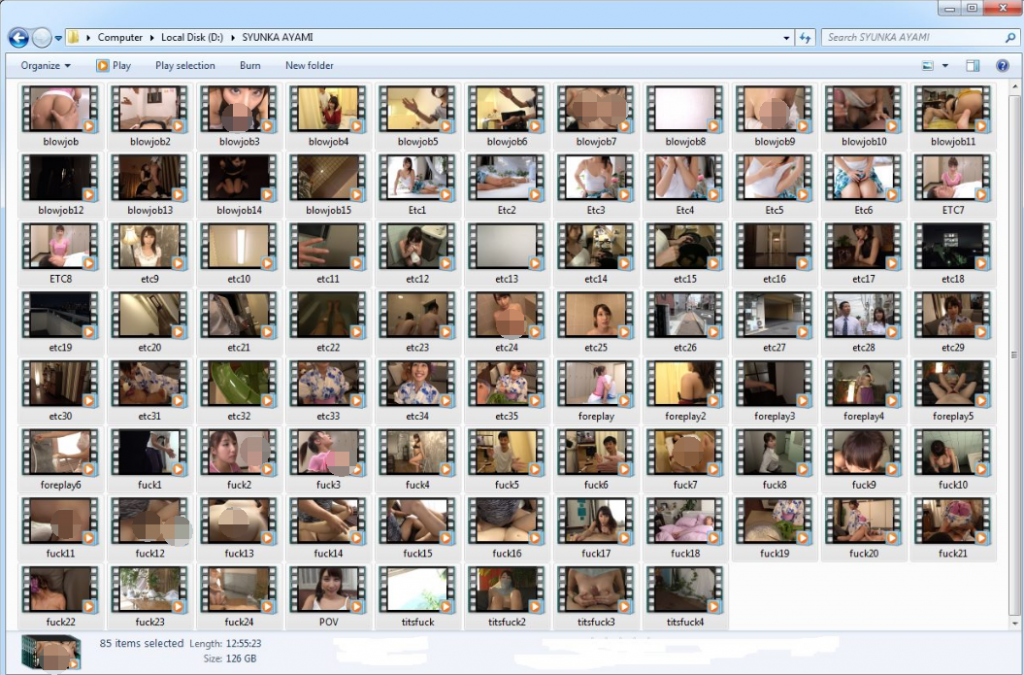 Computer ▸ Local Disk (D:) ▸ SYUNKA AYAMI
Search SYUNKA AYAMI
Organize Play Play selection Burn New folder
blowjob blowjob2 blowjob3 blowjob4 blowjob5 blowjob6 blowjob7 blowjob8 blowjob9 blowjob10 blowjob11
blowjob12 blowjob13 blowjob14 blowjob15 Etc1 Etc2 Etc3 Etc4 Etc5 Etc6 ETC7
ETC8 etc9 etc10 etc11 etc12 etc13 etc14 etc15 etc16 etc17 etc18
etc19 etc20 etc21 etc22 etc23 etc24 etc25 etc26 etc27 etc28 etc29
etc30 etc31 etc32 etc33 etc34 etc35 foreplay foreplay2 foreplay3 foreplay4 foreplay5
foreplay6 fuck1 fuck2 fuck3 fuck4 fuck5 fuck6 fuck7 fuck8 fuck9 fuck10
fuck11 fuck12 fuck13 fuck14 fuck15 fuck16 fuck17 fuck18 fuck19 fuck20 fuck21
fuck22 fuck23 fuck24 POV titsfuck titsfuck2 titsfuck3 titsfuck4
85 items selected Length: 12:55:23
Size: 126 GB